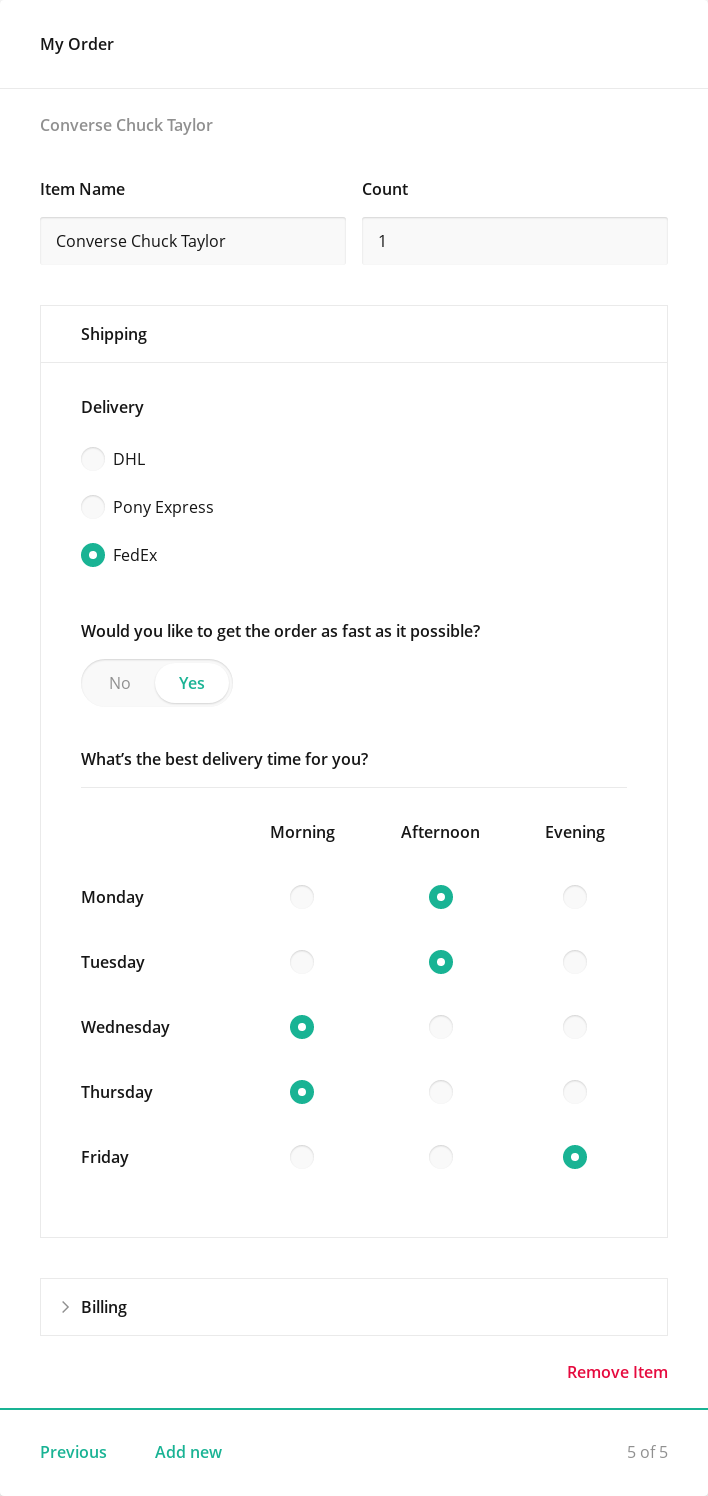 My Order
Converse Chuck Taylor
Item Name Count
Converse Chuck Taylor 1
Shipping
Delivery
DHL
Pony Express
FedEx
Would you like to get the order as fast as it possible?
No Yes
What's the best delivery time for you?
Morning Afternoon Evening
Monday
Tuesday
Wednesday
Thursday
Friday
Billing
Remove Item
Previous Add new 5 of 5